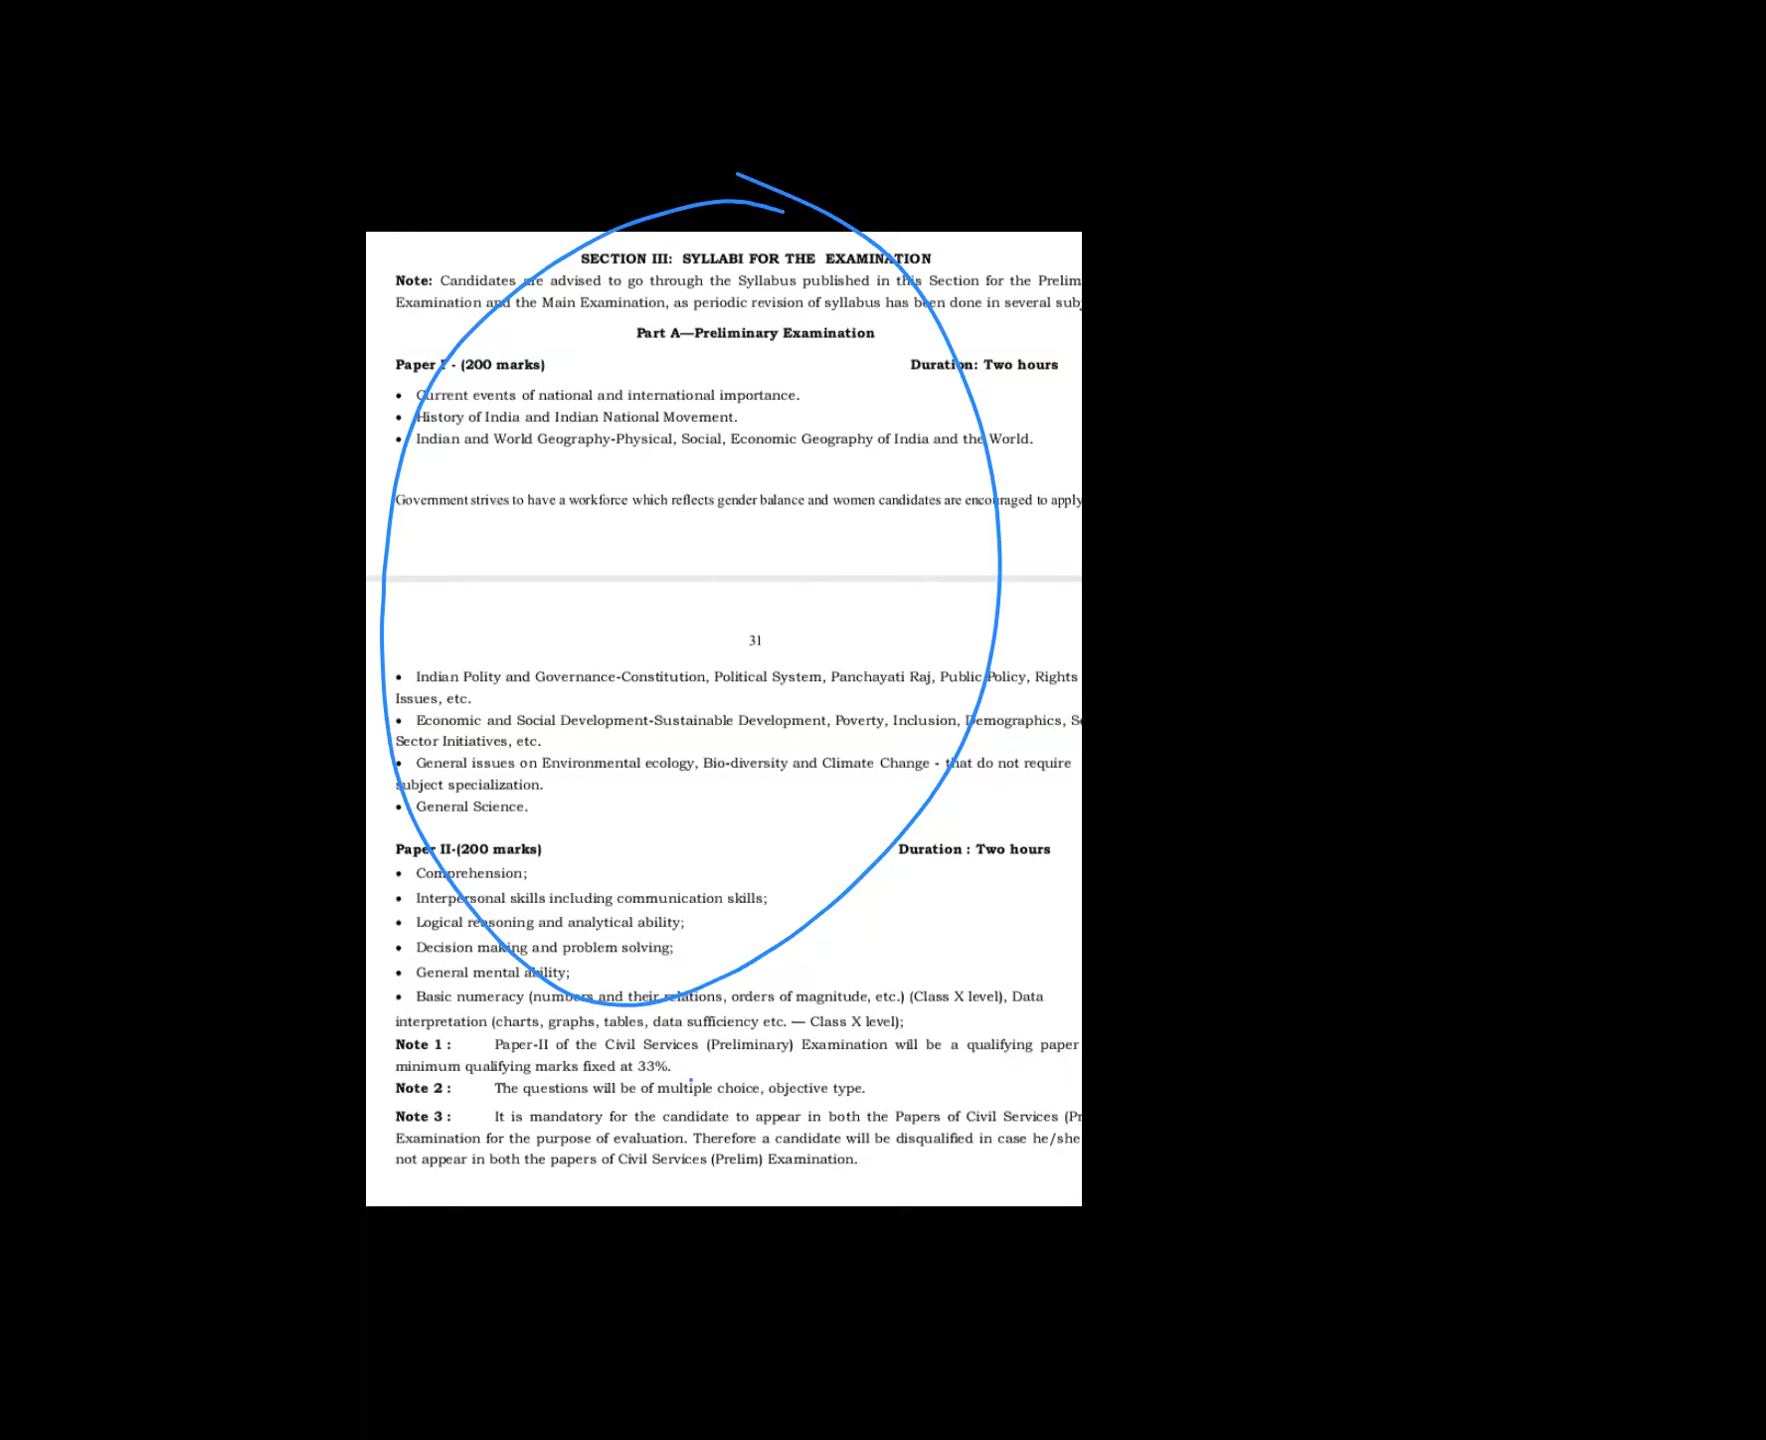 SECTION III: SYLLABI FOR THE EXAMINATION
Note: Candidates are advised to go through the Syllabus published in this Section for the Prelim
Examination and the Main Examination, as periodic revision of syllabus has been done in several sub
Part A—Preliminary Examination
Paper I - (200 marks) Duration: Two hours
• Current events of national and international importance.
• History of India and Indian National Movement.
• Indian and World Geography-Physical, Social, Economic Geography of India and the World.
Government strives to have a workforce which reflects gender balance and women candidates are encouraged to apply
31
• Indian Polity and Governance-Constitution, Political System, Panchayati Raj, Public Policy, Rights
Issues, etc.
• Economic and Social Development-Sustainable Development, Poverty, Inclusion, Demographics, S
Sector Initiatives, etc.
• General issues on Environmental ecology, Bio-diversity and Climate Change - that do not require
subject specialization.
• General Science.
Paper II-(200 marks) Duration : Two hours
• Comprehension;
• Interpersonal skills including communication skills;
• Logical reasoning and analytical ability;
• Decision making and problem solving;
• General mental ability;
• Basic numeracy (numbers and their relations, orders of magnitude, etc.) (Class X level), Data
interpretation (charts, graphs, tables, data sufficiency etc. — Class X level);
Note 1 : Paper-II of the Civil Services (Preliminary) Examination will be a qualifying paper
minimum qualifying marks fixed at 33%.
Note 2 : The questions will be of multiple choice, objective type.
Note 3 : It is mandatory for the candidate to appear in both the Papers of Civil Services (Pr
Examination for the purpose of evaluation. Therefore a candidate will be disqualified in case he/she
not appear in both the papers of Civil Services (Prelim) Examination.